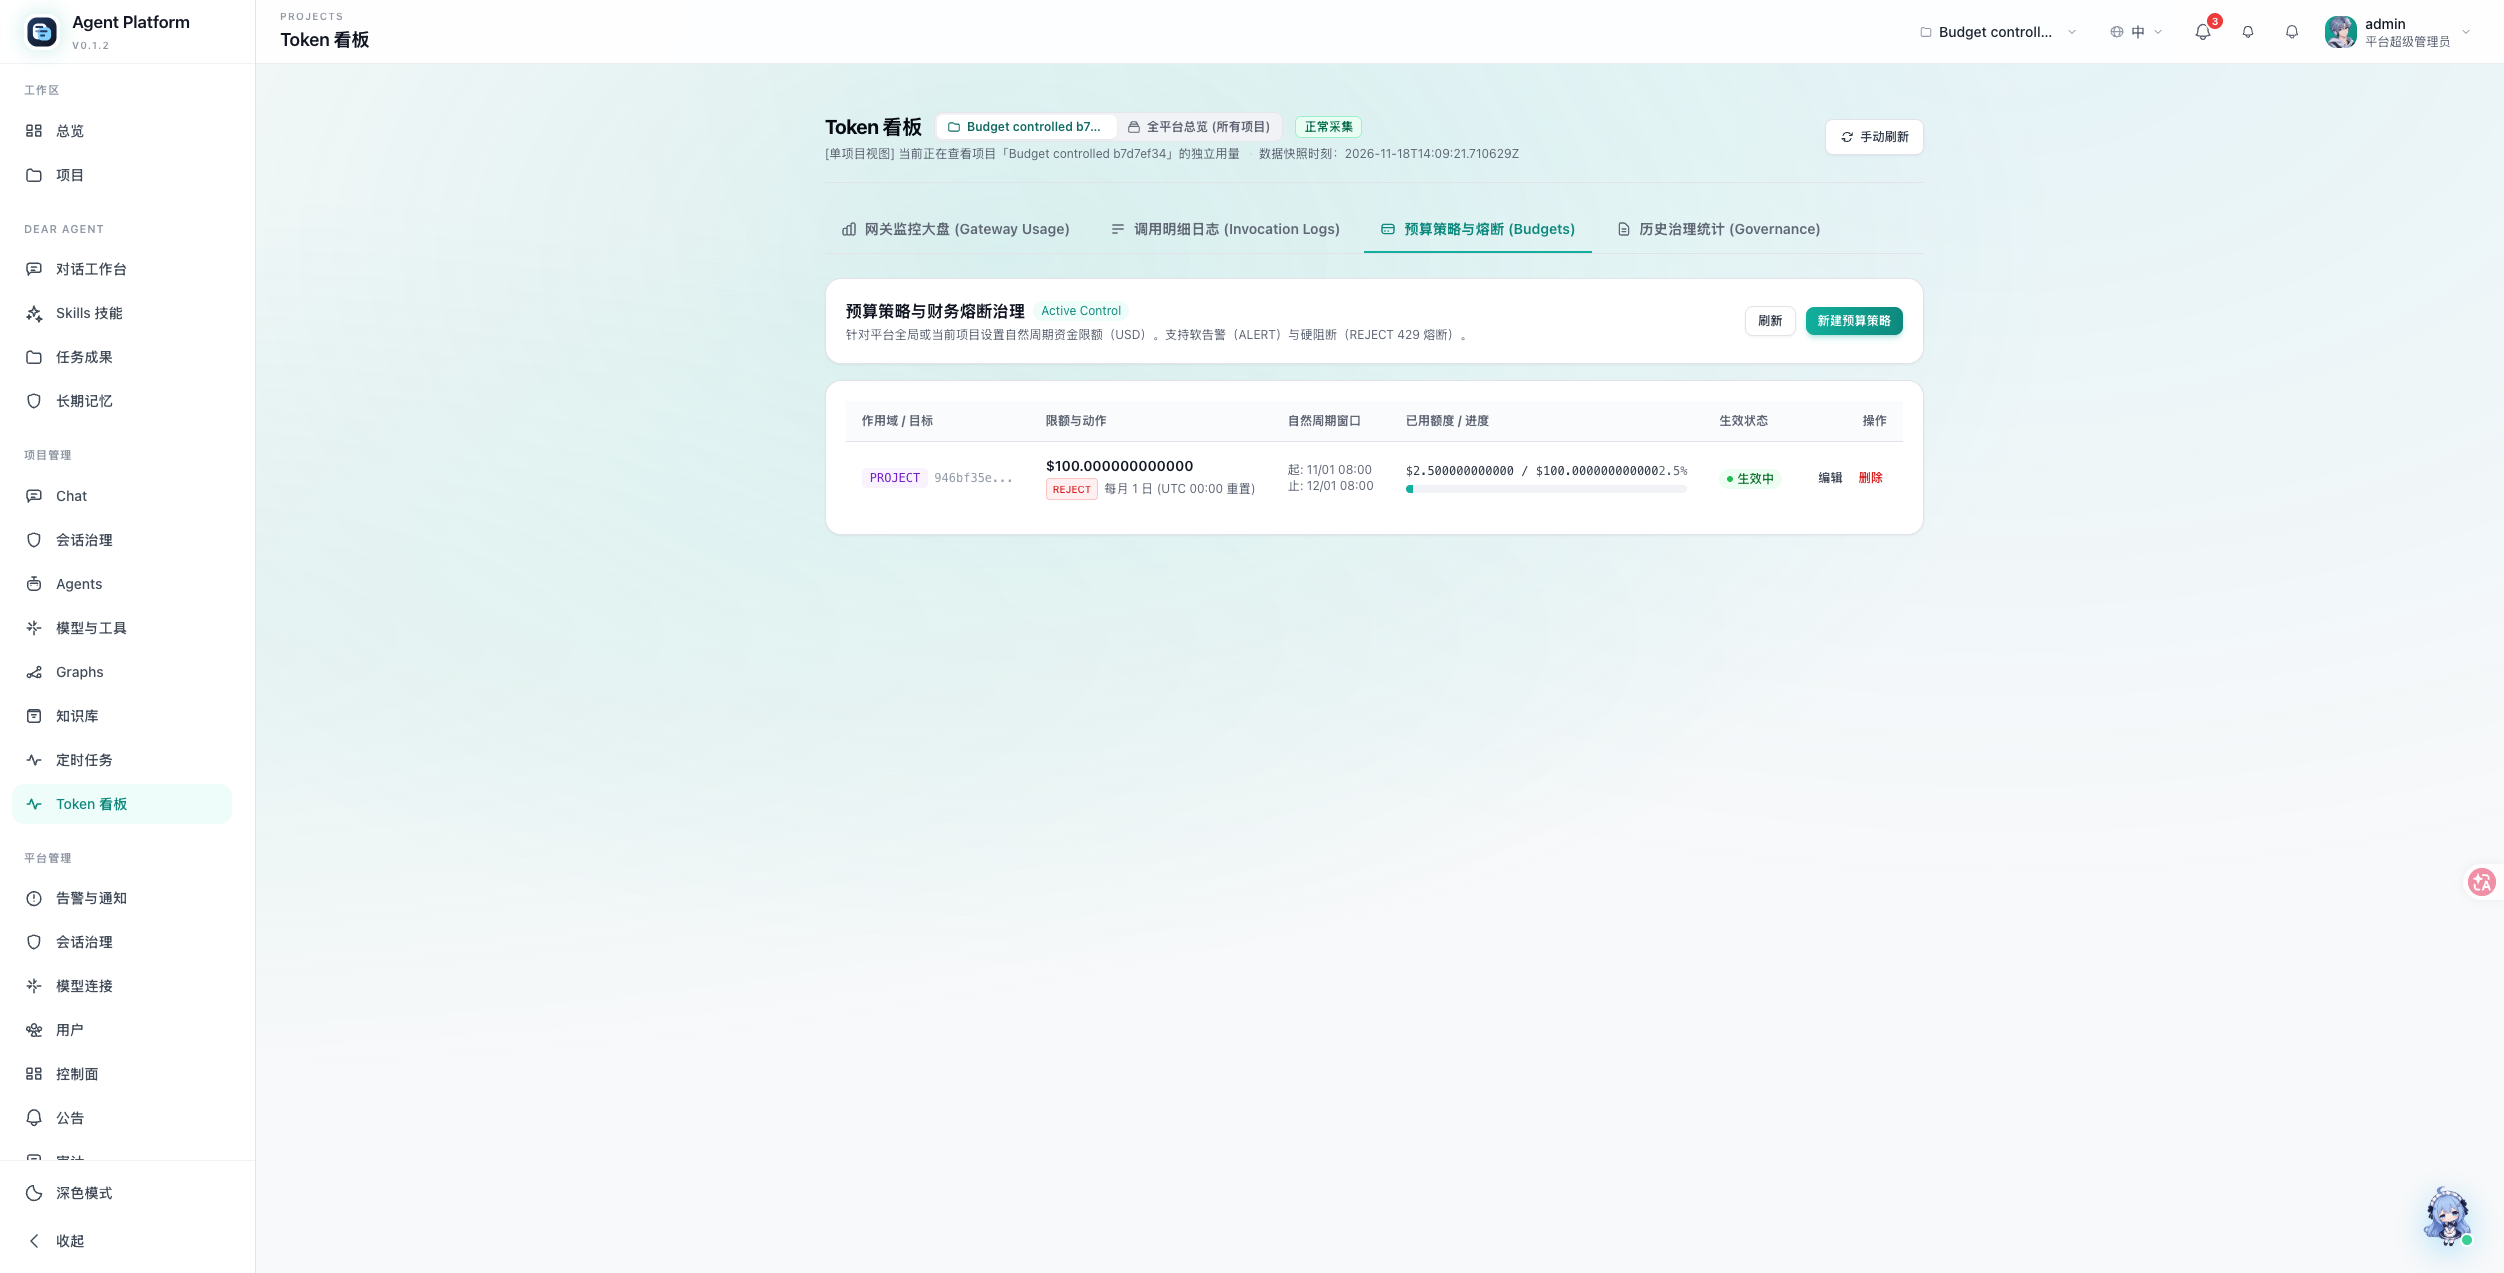 Agent Platform
V0.1.2
工作区
总览
项目
DEAR AGENT
对话工作台
Skills 技能
任务成果
长期记忆
项目管理
Chat
会话治理
Agents
模型与工具
Graphs
知识库
定时任务
Token 看板
平台管理
告警与通知
会话治理
模型连接
用户
控制面
公告
深色模式
收起
PROJECTS
Token 看板
Budget controll...
中
3
admin
平台超级管理员
Token 看板
Budget controlled b7...
全平台总览 (所有项目)
正常采集
[单项目视图] 当前正在查看项目「Budget controlled b7d7ef34」的独立用量 · 数据快照时刻：2026-11-18T14:09:21.710629Z
手动刷新
网关监控大盘 (Gateway Usage)
调用明细日志 (Invocation Logs)
预算策略与熔断 (Budgets)
历史治理统计 (Governance)
预算策略与财务熔断治理
Active Control
针对平台全局或当前项目设置自然周期资金限额（USD）。支持软告警（ALERT）与硬阻断（REJECT 429 熔断）。
刷新
新建预算策略
作用域 / 目标
限额与动作
自然周期窗口
已用额度 / 进度
生效状态
操作
PROJECT 946bf35e...
$100.000000000000
REJECT 每月 1 日 (UTC 00:00 重置)
起: 11/01 08:00
止: 12/01 08:00
$2.500000000000 / $100.0000000000002.5%
生效中
编辑
删除